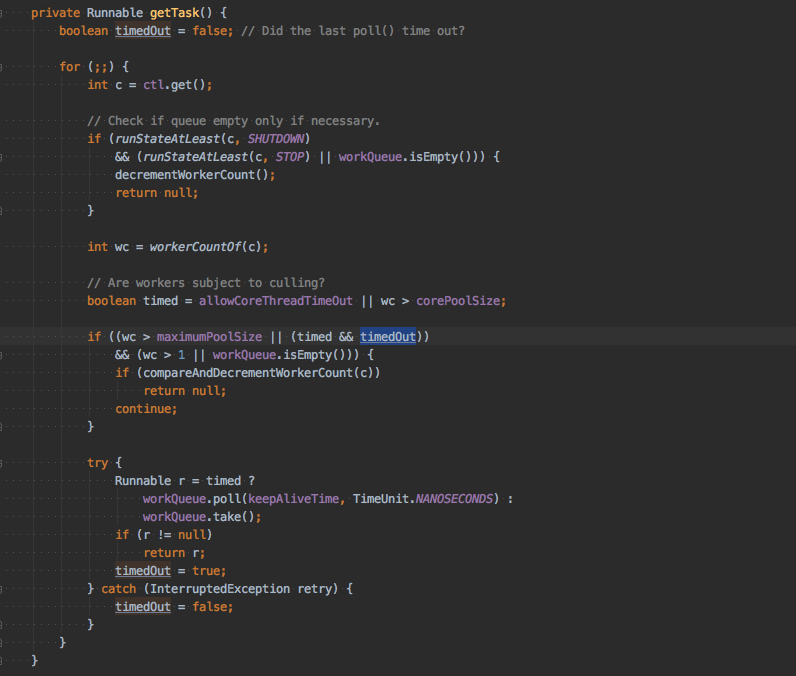 private Runnable getTask() {
boolean timedOut = false; // Did the last poll() time out?
for (;;) {
int c = ctl.get();
// Check if queue empty only if necessary.
if (runStateAtLeast(c, SHUTDOWN)
&& (runStateAtLeast(c, STOP) || workQueue.isEmpty())) {
decrementWorkerCount();
return null;
}
int wc = workerCountOf(c);
// Are workers subject to culling?
boolean timed = allowCoreThreadTimeOut || wc > corePoolSize;
if ((wc > maximumPoolSize || (timed && timedOut))
&& (wc > 1 || workQueue.isEmpty())) {
if (compareAndDecrementWorkerCount(c))
return null;
continue;
}
try {
Runnable r = timed ?
workQueue.poll(keepAliveTime, TimeUnit.NANOSECONDS) :
workQueue.take();
if (r != null)
return r;
timedOut = true;
} catch (InterruptedException retry) {
timedOut = false;
}
}
}